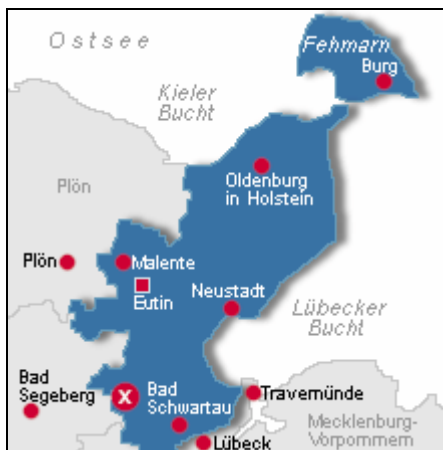 Ostsee
Fehmarn
Burg
Kieler
Bucht
Oldenburg
in Holstein
Plön
Plön
Malente
Eutin
Neustadt
Lübecker
Bucht
Bad
Segeberg
X
Bad
Schwartau
Travemünde
Lübeck
Mecklenburg-
Vorpommern